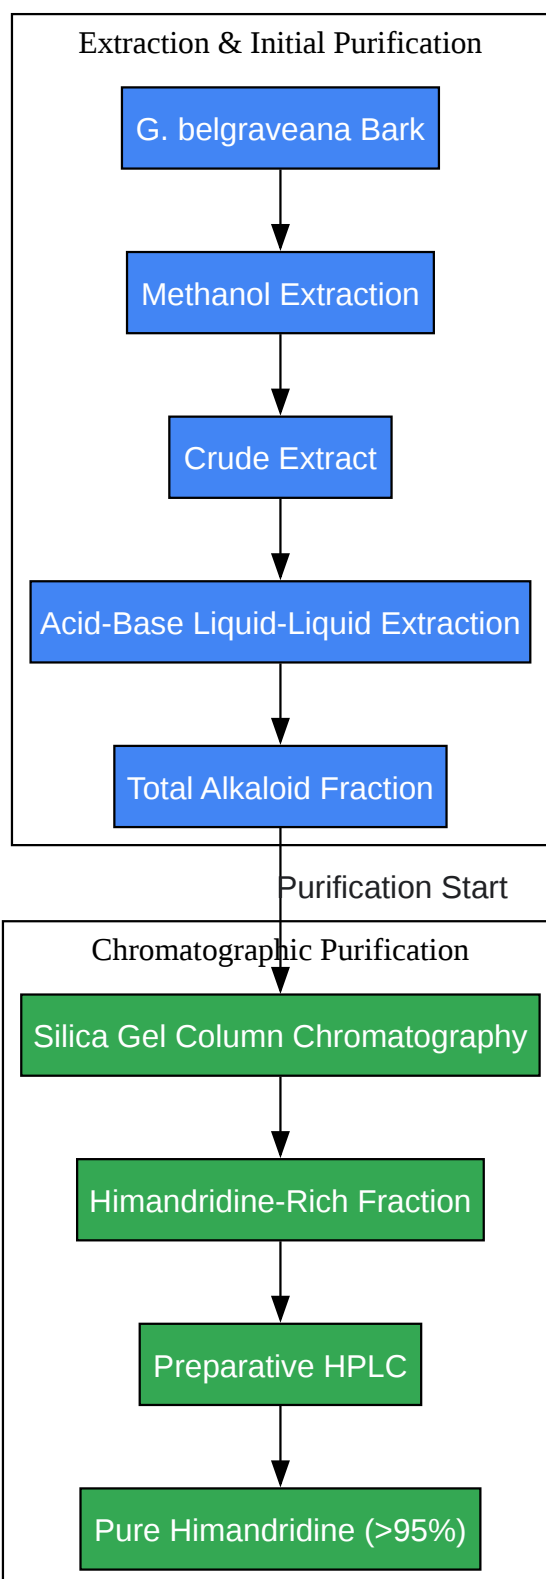 Extraction & Initial Purification
G. belgraveana Bark
Methanol Extraction
Crude Extract
Acid-Base Liquid-Liquid Extraction
Total Alkaloid Fraction
Purification Start
Chromatographic Purification
Silica Gel Column Chromatography
Himandridine-Rich Fraction
Preparative HPLC
Pure Himandridine (>95%)